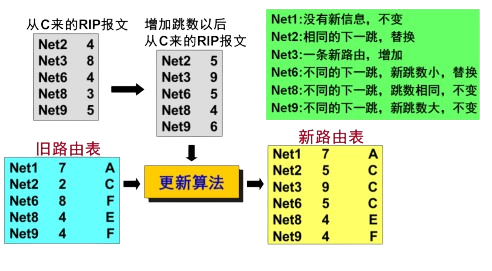 从C来的RIP报文
Net2 4
Net3 8
Net6 4
Net8 3
Net9 5
增加跳数以后
从C来的RIP报文
Net2 5
Net3 9
Net6 5
Net8 4
Net9 6
Net1:没有新信息，不变
Net2:相同的下一跳，替换
Net3:一条新路由，增加
Net6:不同的下一跳，新跳数小，替换
Net8:不同的下一跳，跳数相同，不变
Net9:不同的下一跳，新跳数大，不变
旧路由表
Net1 7 A
Net2 2 C
Net6 8 F
Net8 4 E
Net9 4 F
更新算法
新路由表
Net1 7 A
Net2 5 C
Net3 9 C
Net6 5 C
Net8 4 E
Net9 4 F